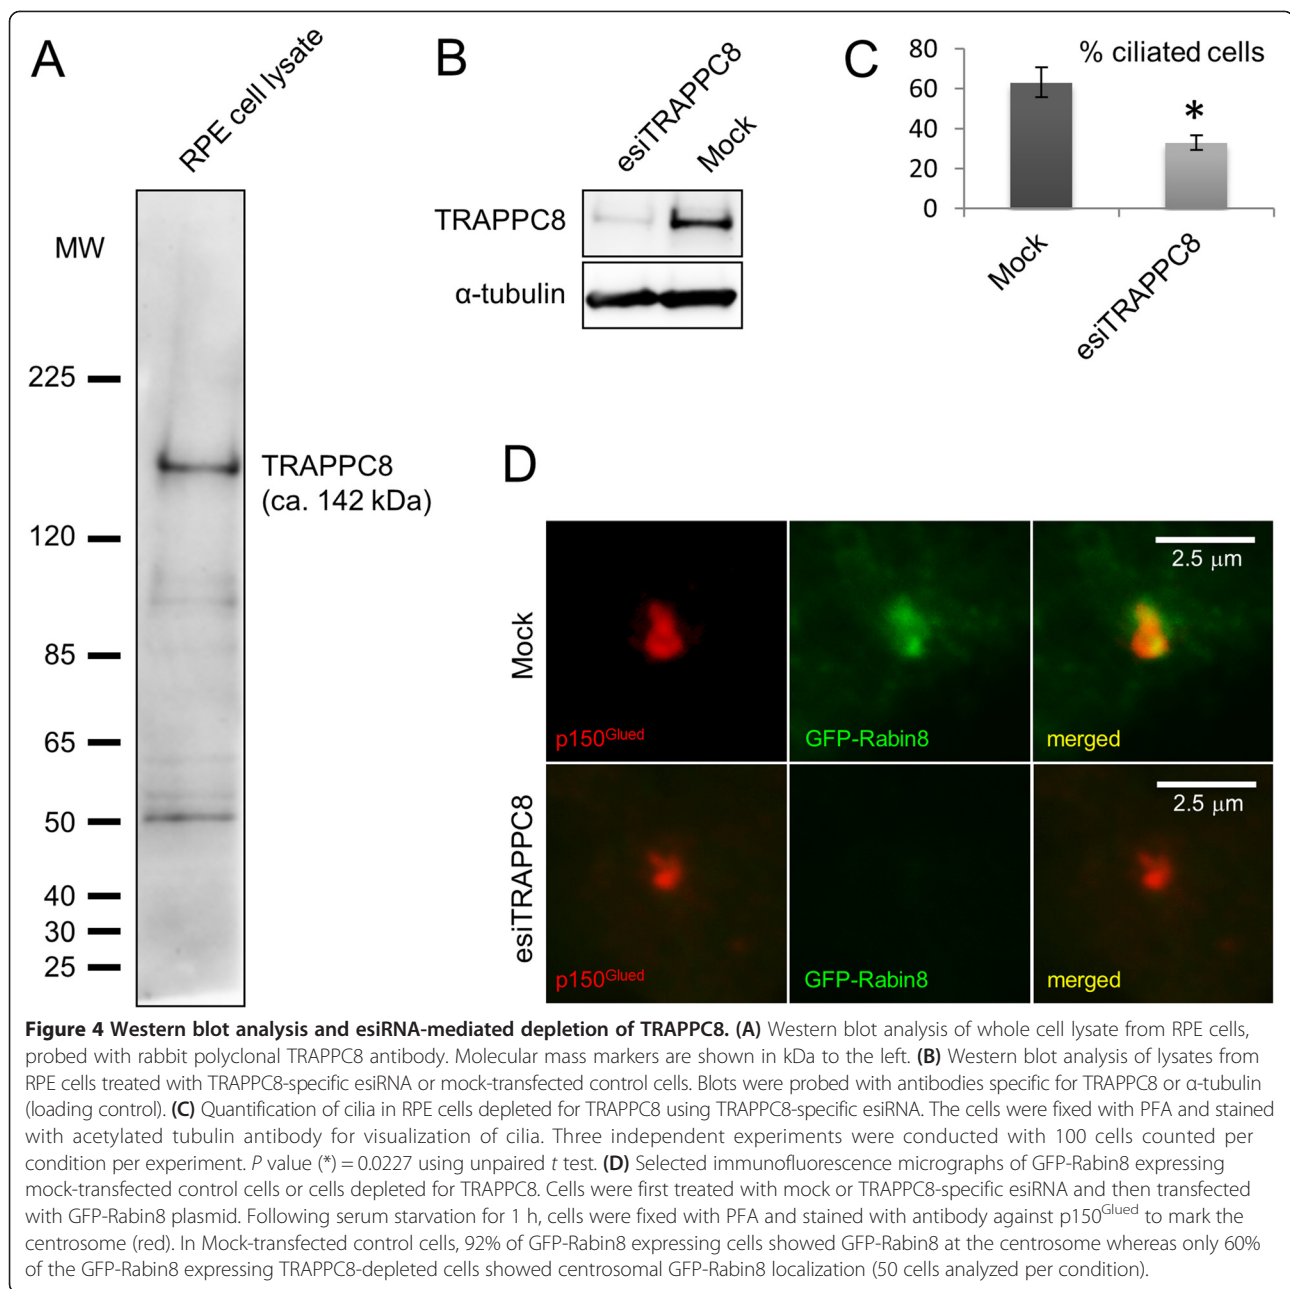 A
RPE cell lysate
MW
225
120
85
65
50
40
30
25
TRAPPC8
(ca. 142 kDa)
B
esiTRAPPC8
Mock
TRAPPC8
α-tubulin
C
% ciliated cells
80
60
40
20
0
*
Mock
esiTRAPPC8
D
Mock
p150Glued
GFP-Rabin8
merged
2.5 μm
esiTRAPPC8
p150Glued
GFP-Rabin8
merged
2.5 μm
Figure 4 Western blot analysis and esiRNA-mediated depletion of TRAPPC8. (A) Western blot analysis of whole cell lysate from RPE cells,
probed with rabbit polyclonal TRAPPC8 antibody. Molecular mass markers are shown in kDa to the left. (B) Western blot analysis of lysates from
RPE cells treated with TRAPPC8-specific esiRNA or mock-transfected control cells. Blots were probed with antibodies specific for TRAPPC8 or α-tubulin
(loading control). (C) Quantification of cilia in RPE cells depleted for TRAPPC8 using TRAPPC8-specific esiRNA. The cells were fixed with PFA and stained
with acetylated tubulin antibody for visualization of cilia. Three independent experiments were conducted with 100 cells counted per
condition per experiment. P value (*) = 0.0227 using unpaired t test. (D) Selected immunofluorescence micrographs of GFP-Rabin8 expressing
mock-transfected control cells or cells depleted for TRAPPC8. Cells were first treated with mock or TRAPPC8-specific esiRNA and then transfected
with GFP-Rabin8 plasmid. Following serum starvation for 1 h, cells were fixed with PFA and stained with antibody against p150Glued to mark the
centrosome (red). In Mock-transfected control cells, 92% of GFP-Rabin8 expressing cells showed GFP-Rabin8 at the centrosome whereas only 60%
of the GFP-Rabin8 expressing TRAPPC8-depleted cells showed centrosomal GFP-Rabin8 localization (50 cells analyzed per condition).